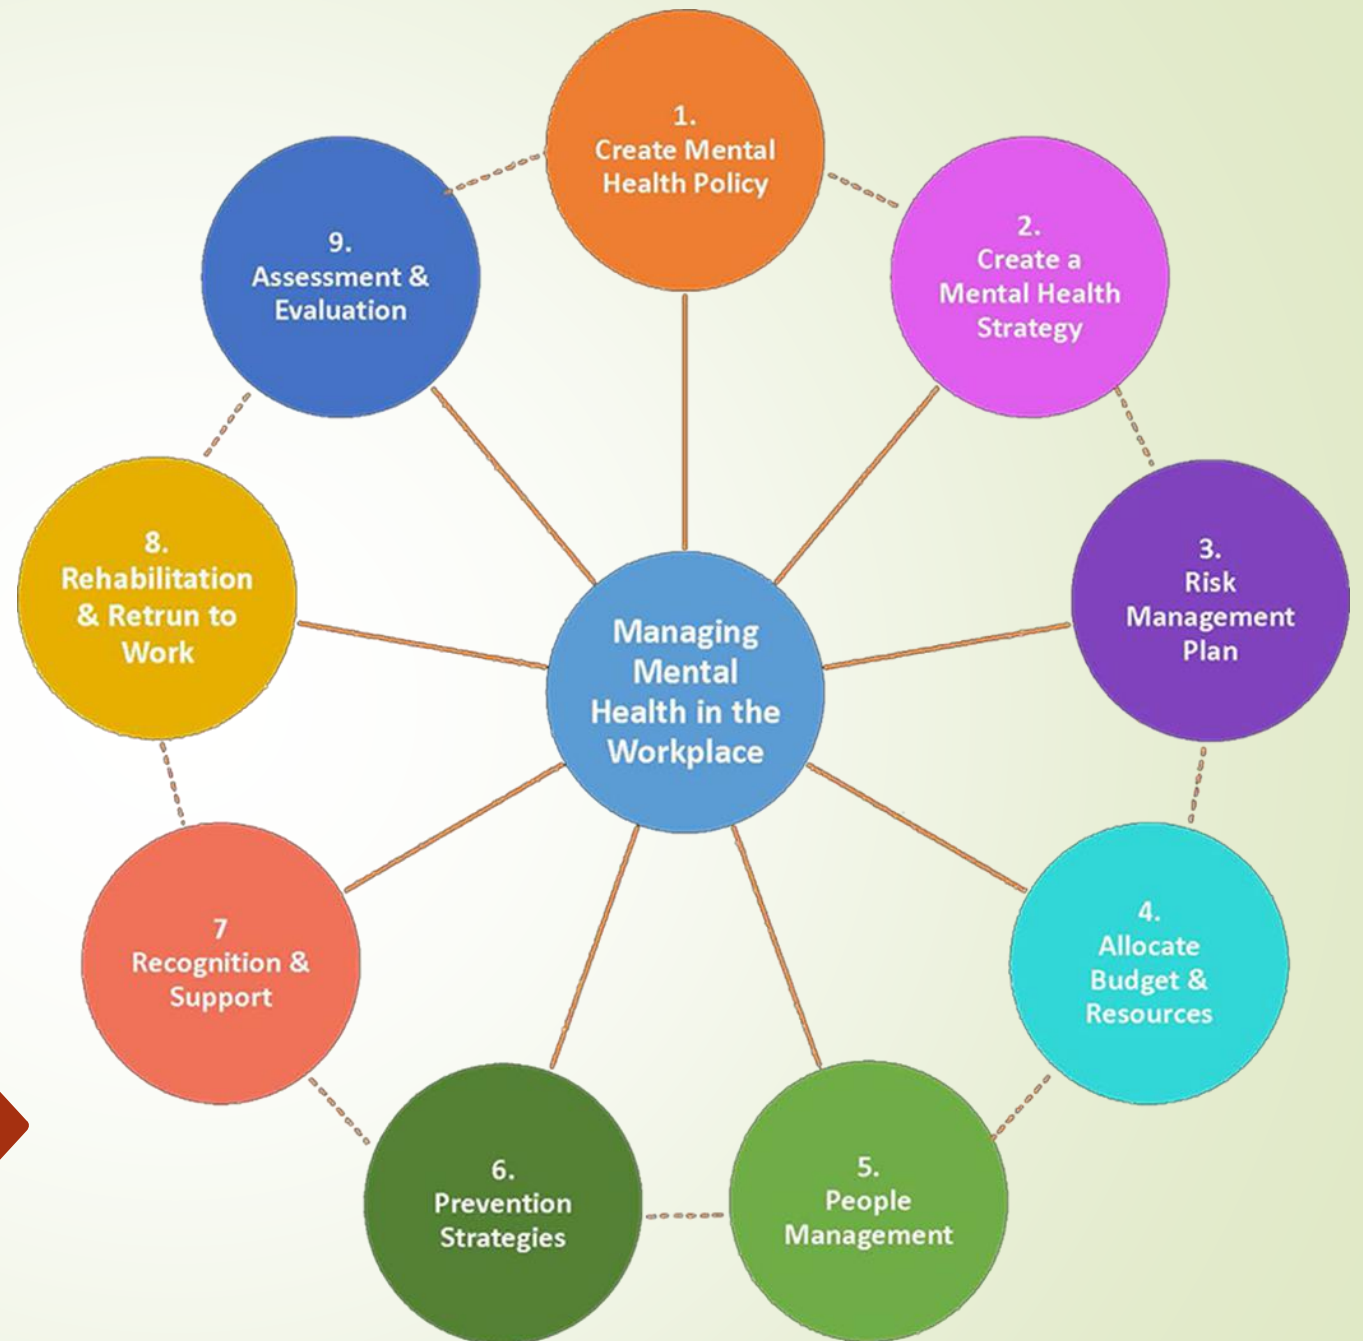 1.
Create Mental
Health Policy
2.
Create a
Mental Health
Strategy
3.
Risk
Management
Plan
4.
Allocate
Budget &
Resources
5.
People
Management
6.
Prevention
Strategies
7
Recognition &
Support
8.
Rehabilitation
& Retrun to
Work
9.
Assessment &
Evaluation
Managing
Mental
Health in the
Workplace